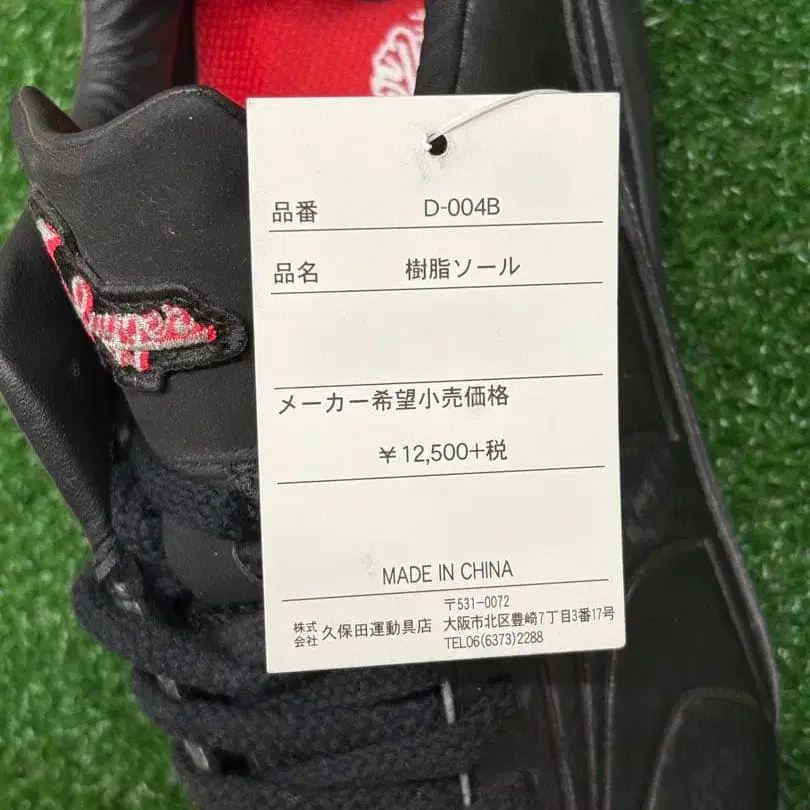 品番 D-004B
品名 樹脂ソール
メーカー希望小売価格
¥12,500+税
MADE IN CHINA
株式会社 久保田運動具店
〒531-0072
大阪市北区豊崎7丁目3番17号
TEL06(6373)2288
Slugger